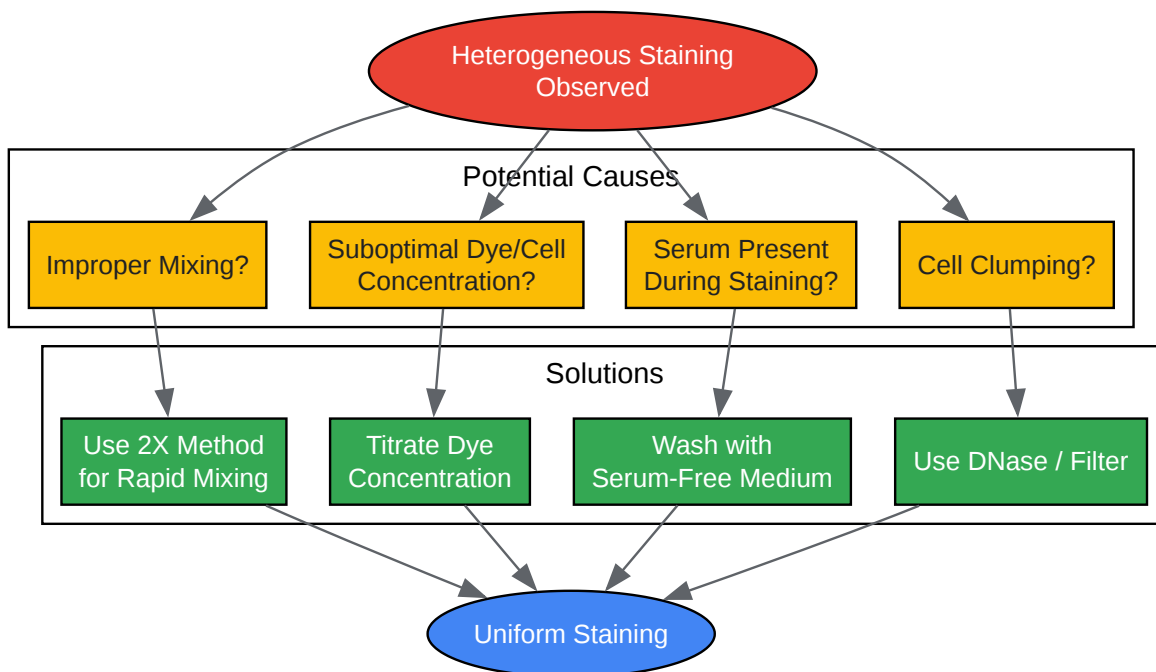 Heterogeneous Staining
Observed
Potential Causes
Improper Mixing?
Suboptimal Dye/Cell
Concentration?
Serum Present
During Staining?
Cell Clumping?
Solutions
Use 2X Method
for Rapid Mixing
Titrate Dye
Concentration
Wash with
Serum-Free Medium
Use DNase / Filter
Uniform Staining